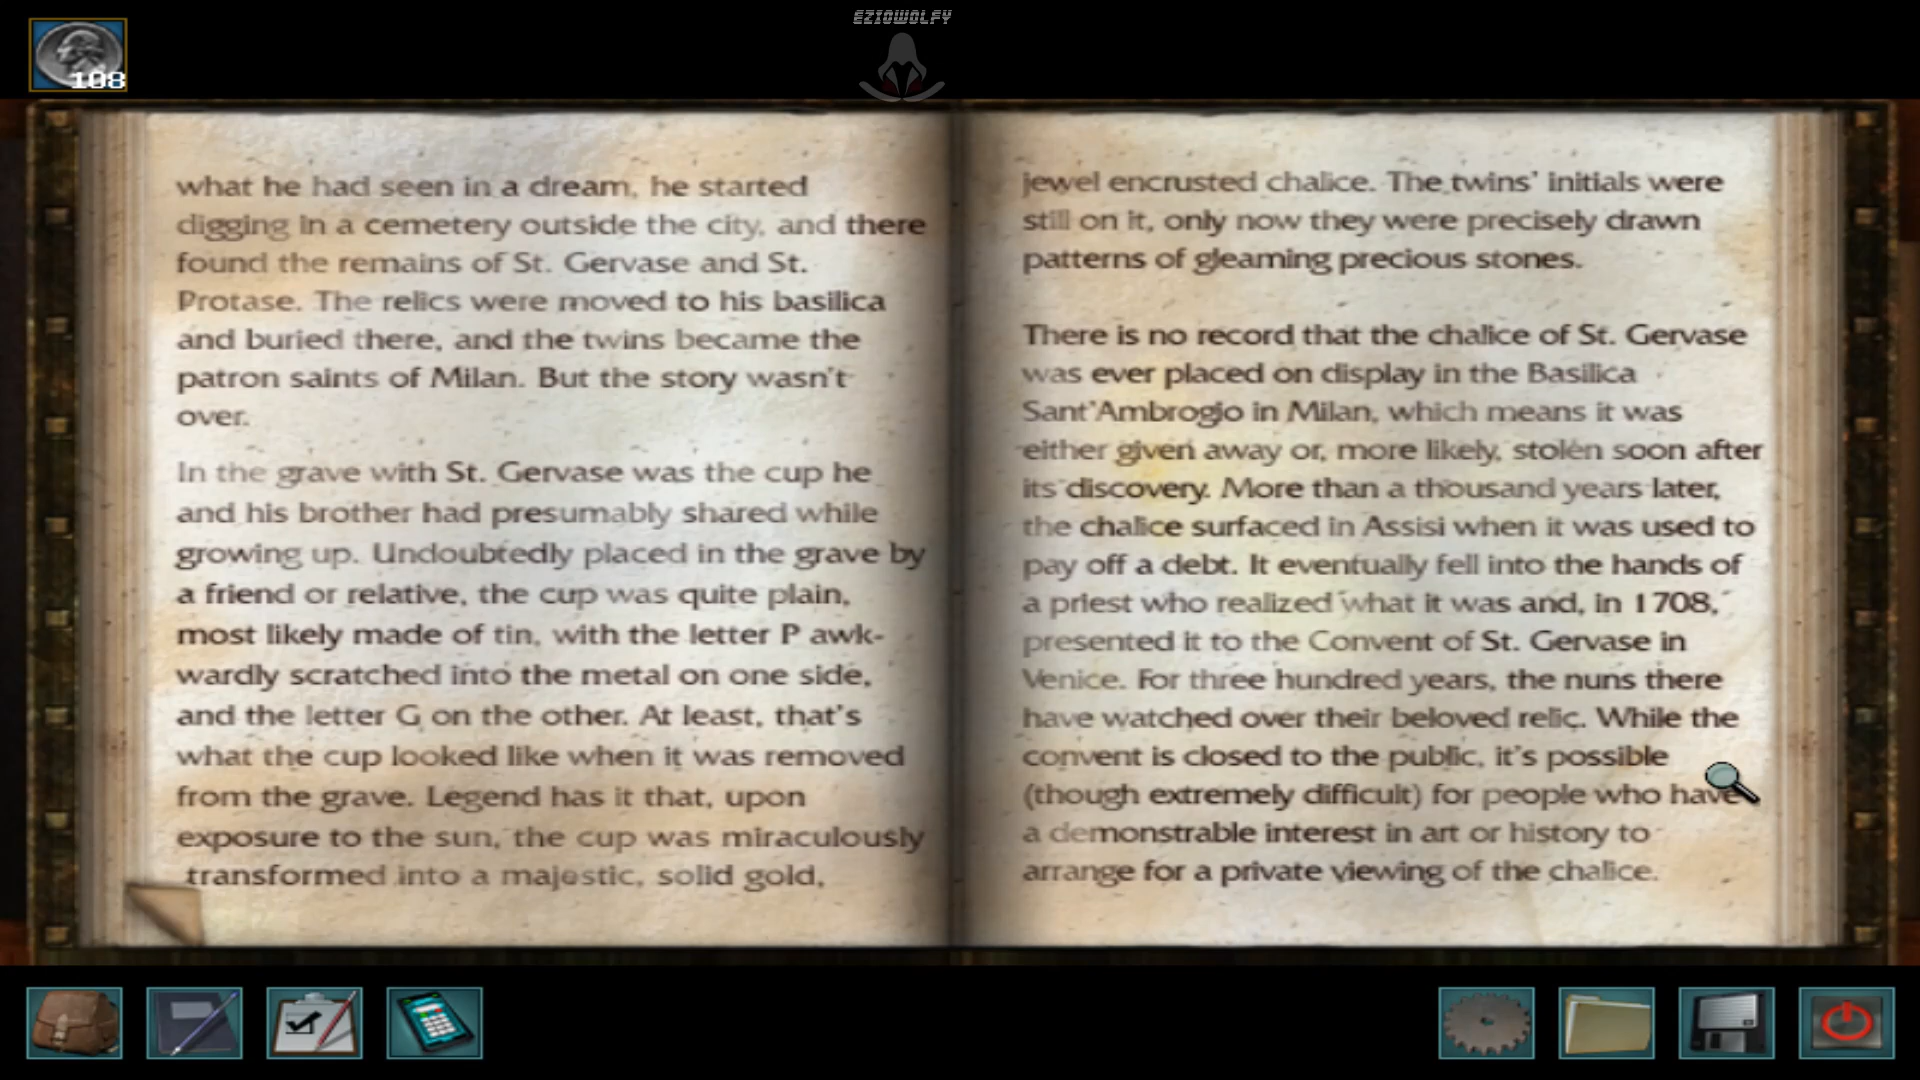 EZIOWOLFY
108
what he had seen in a dream, he started
digging in a cemetery outside the city, and there
found the remains of St. Gervase and St.
Protase. The relics were moved to his basilica
and buried there, and the twins became the
patron saints of Milan. But the story wasn't
over.
In the grave with St. Gervase was the cup he
and his brother had presumably shared while
growing up. Undoubtedly placed in the grave by
a friend or relative, the cup was quite plain,
most likely made of tin, with the letter P awk-
wardly scratched into the metal on one side,
and the letter G on the other. At least, that's
what the cup looked like when it was removed
from the grave. Legend has it that, upon
exposure to the sun, the cup was miraculously
transformed into a majestic, solid gold,
jewel encrusted chalice. The twins' initials were
still on it, only now they were precisely drawn
patterns of gleaming precious stones.
There is no record that the chalice of St. Gervase
was ever placed on display in the Basilica
Sant'Ambrogio in Milan, which means it was
either given away or, more likely, stolen soon after
its discovery. More than a thousand years later,
the chalice surfaced in Assisi when it was used to
pay off a debt. It eventually fell into the hands of
a priest who realized what it was and, in 1708,
presented it to the Convent of St. Gervase in
Venice. For three hundred years, the nuns there
have watched over their beloved relic. While the
convent is closed to the public, it's possible
(though extremely difficult) for people who have
a demonstrable interest in art or history to
arrange for a private viewing of the chalice.